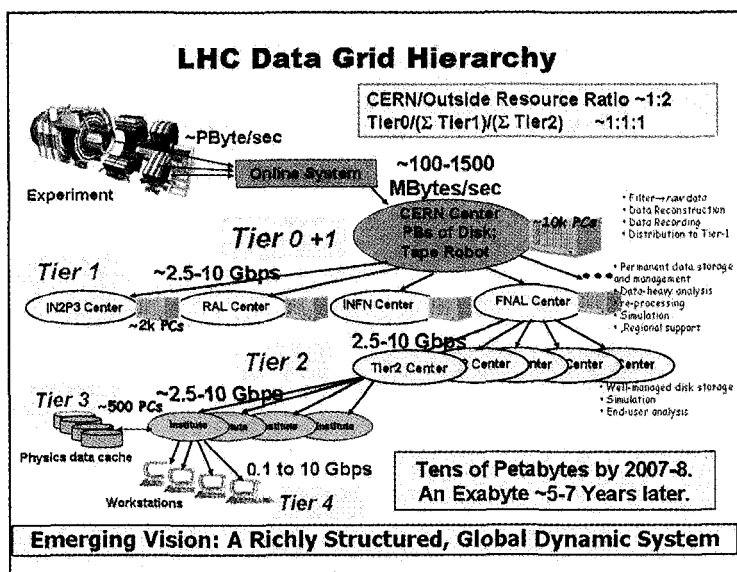 LHC Data Grid Hierarchy
CERN/Outside Resource Ratio ~1:2
Tier0/(Σ Tier1)/(Σ Tier2) ~1:1:1
~PByte/sec
Experiment
Online System
~100-1500
MBytes/sec
Tier 0 +1
CERN Center
PBs of Disk;
Tape Robot
~10k PCs
• Filter→raw data
• Data Reconstruction
• Data Recording
• Distribution to Tier-1
Tier 1
~2.5-10 Gbps
IN2P3 Center
~2k PCs
RAL Center
INFN Center
FNAL Center
• Permanent data storage
and management
• Data-heavy analysis
re-processing
• Simulation
• ,Regional support
2.5-10 Gbps
Tier 2
Tier2 Center
Center
enter
Center
Center
• Well-managed disk storage
• Simulation
• End-user analysis
Tier 3
~2.5-10 Gbps
~500 PCs
Institute
tute
Institute
Institute
Physics data cache
0.1 to 10 Gbps
Workstations
Tier 4
Tens of Petabytes by 2007-8.
An Exabyte ~5-7 Years later.
Emerging Vision: A Richly Structured, Global Dynamic System